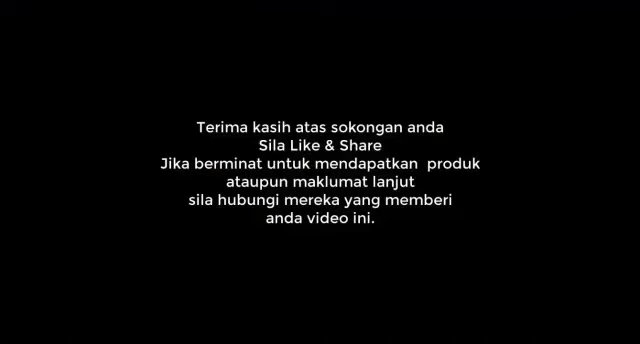 Terima kasih atas sokongan anda
Sila Like & Share
Jika berminat untuk mendapatkan  produk
ataupun maklumat lanjut
sila hubungi mereka yang memberi
anda video ini.